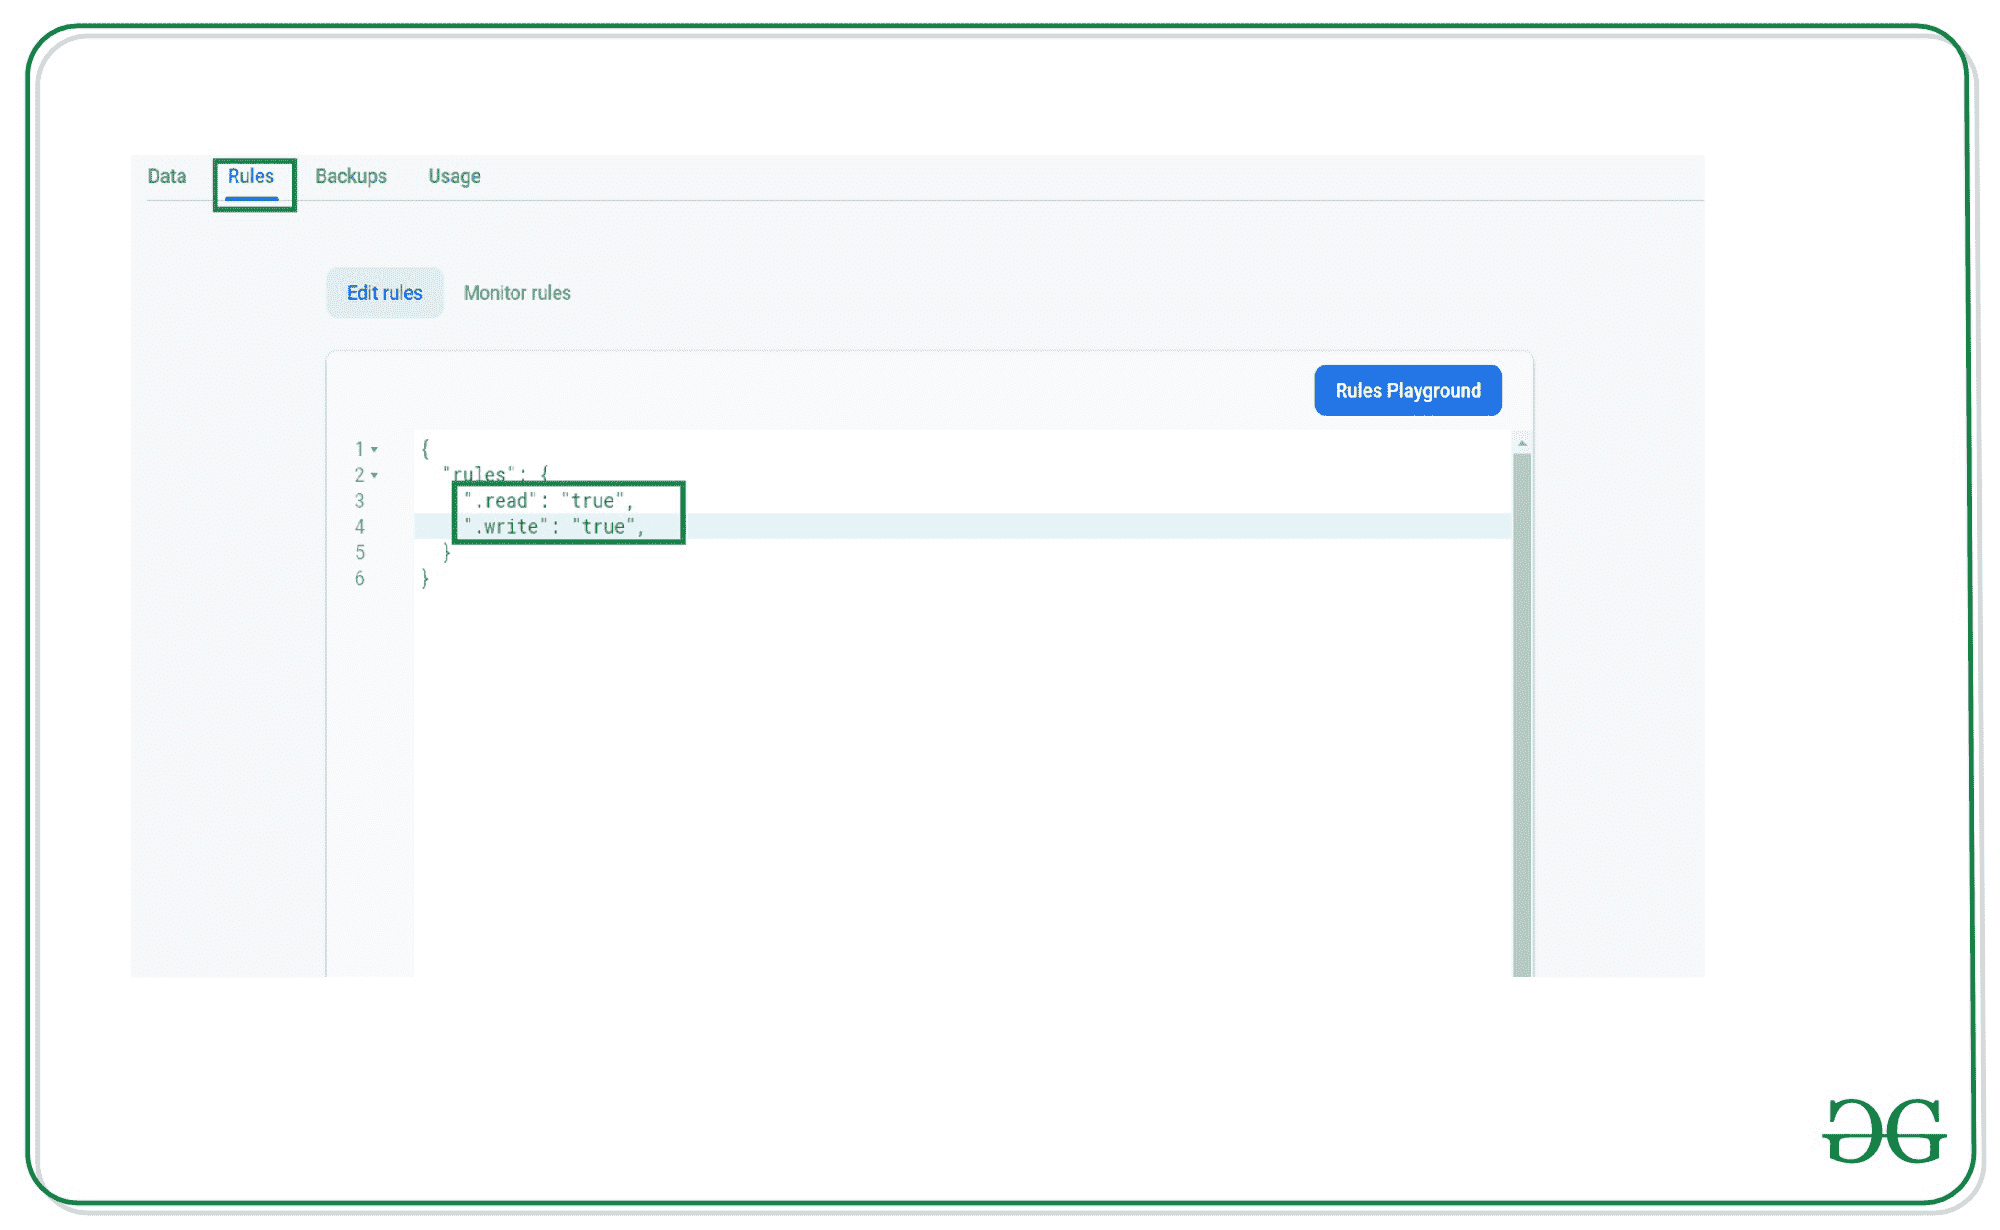 Data Rules Backups Usage
Edit rules Monitor rules
Rules Playground
1 {
2 "rules": {
3 ".read": "true",
4 ".write": "true",
5 }
6 }